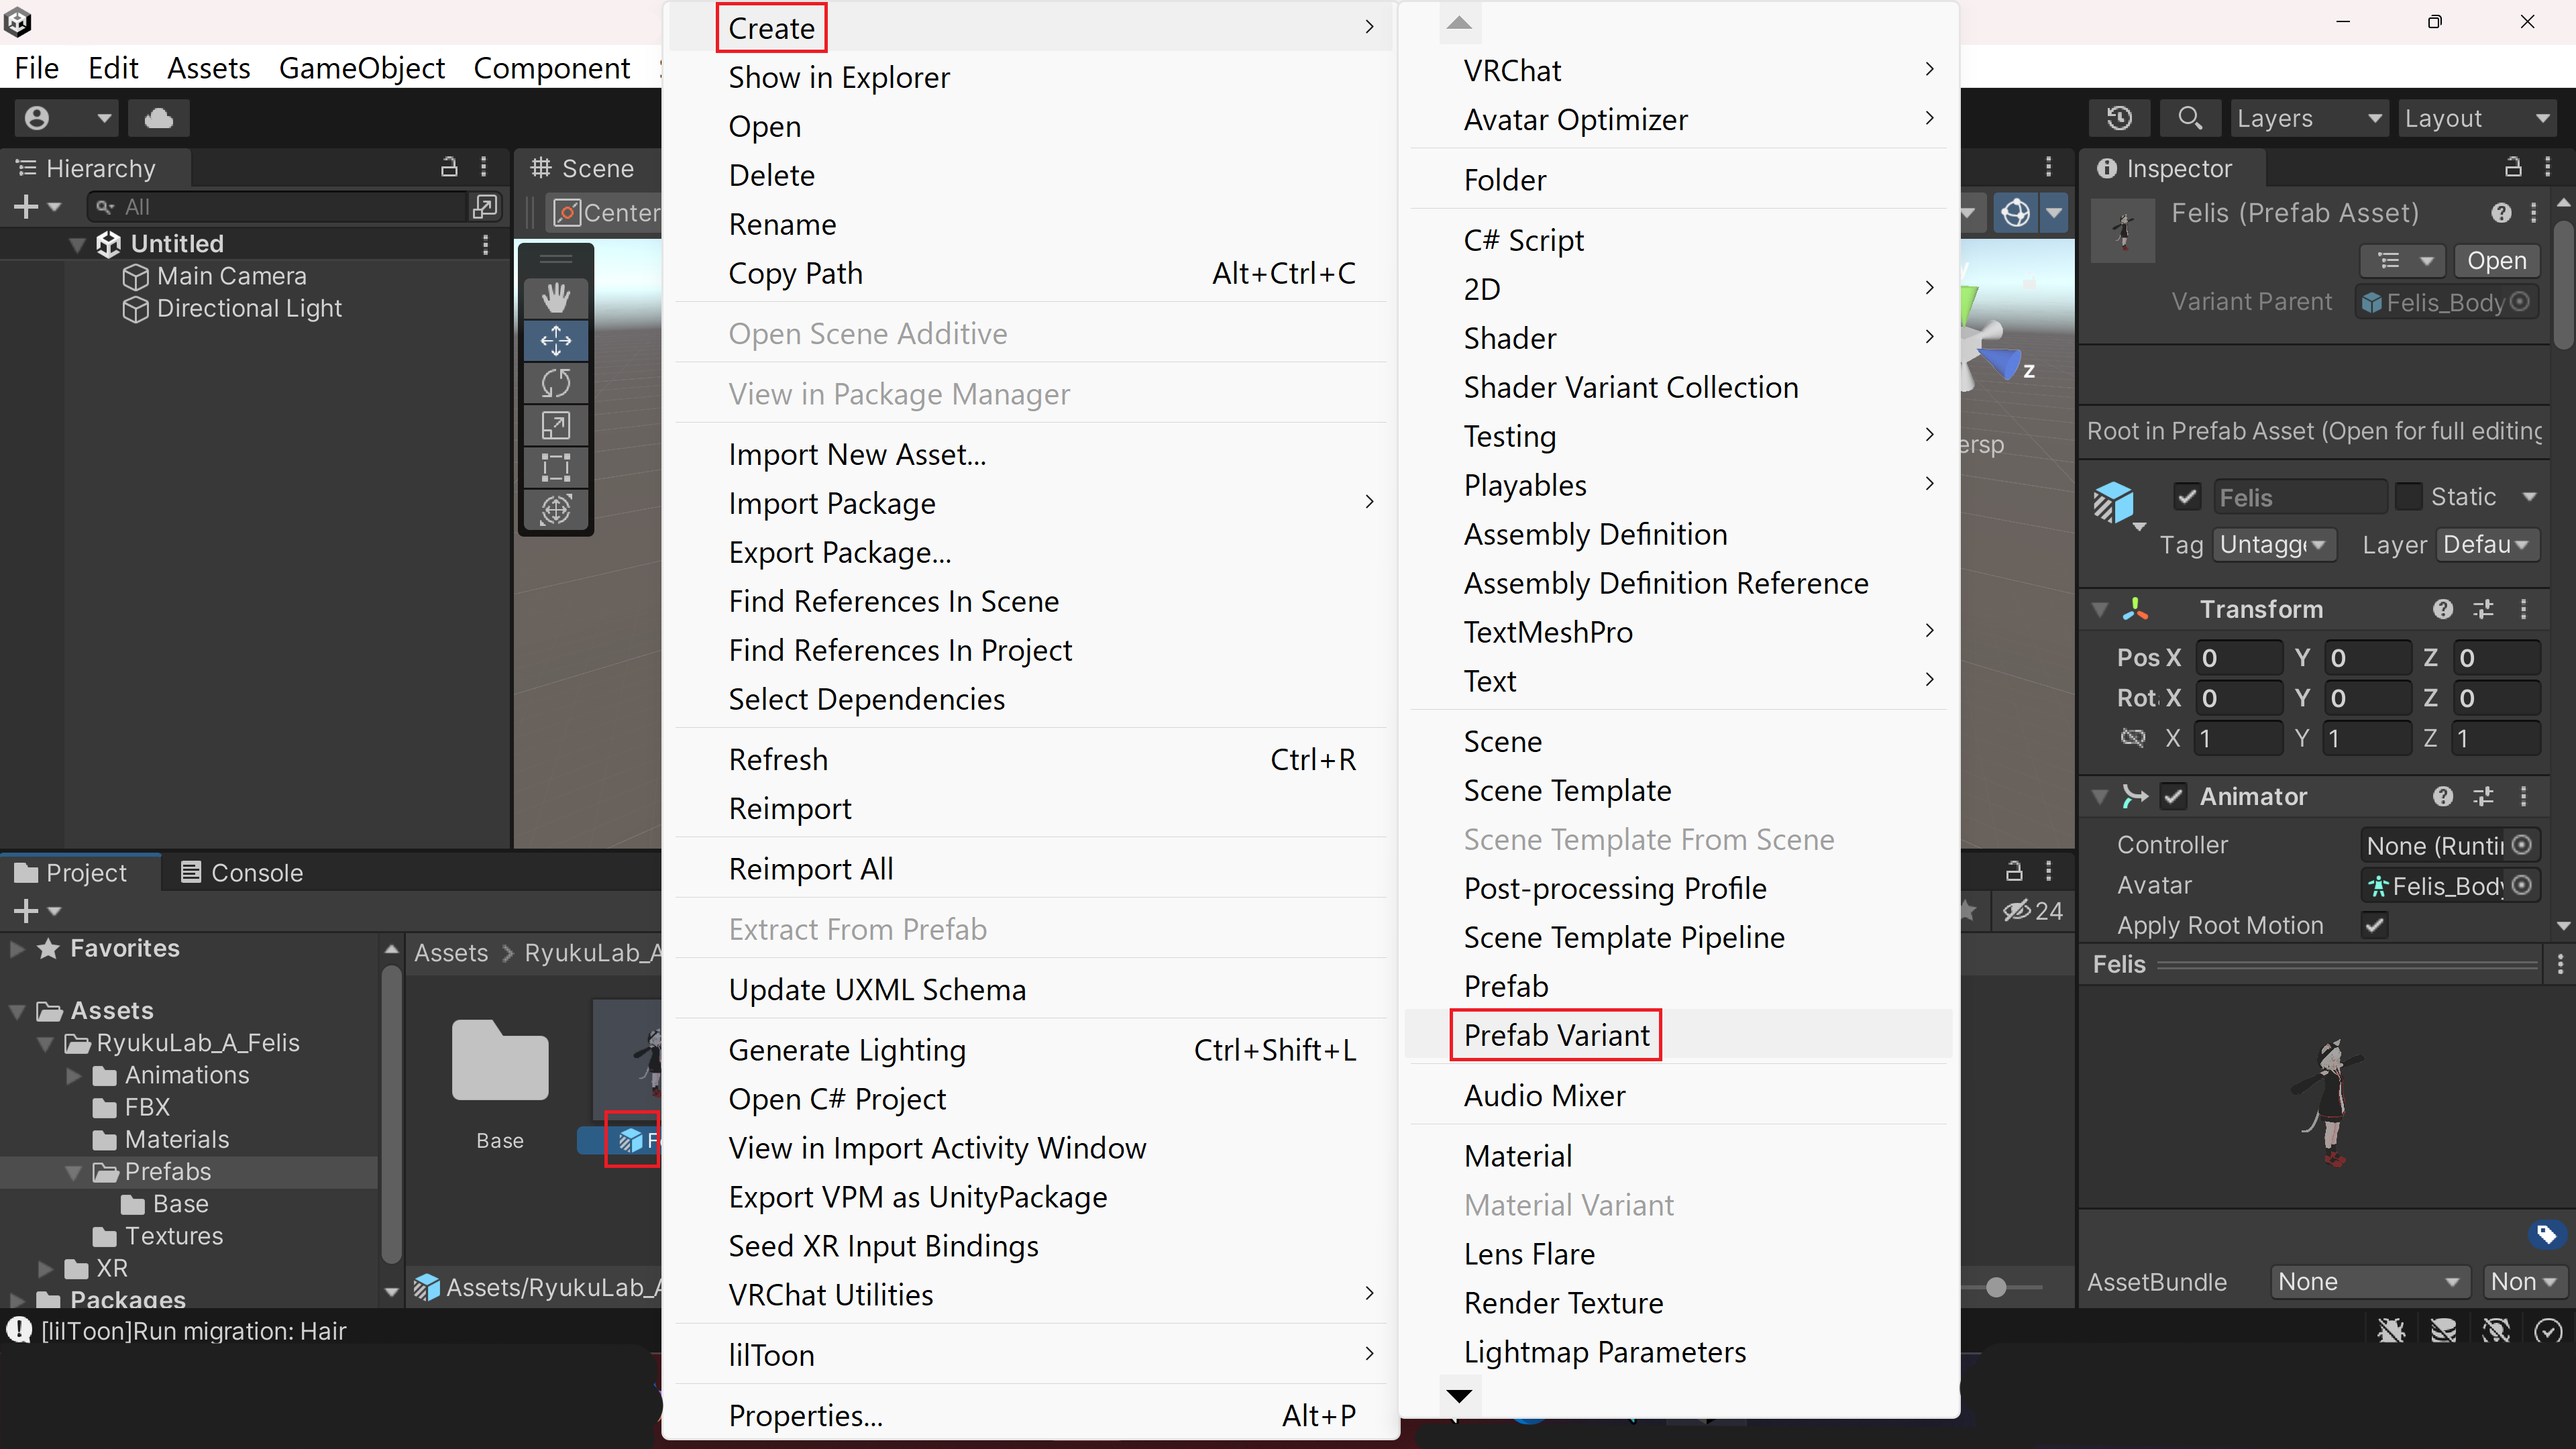 File Edit Assets GameObject Component
Layers Layout
Hierarchy
All
Untitled
Main Camera
Directional Light
Scene
Center
z
Project Console
24
Favorites
Assets
RyukuLab_A_Felis
Animations
FBX
Materials
Prefabs
Base
Textures
XR
Packages
Assets > RyukuLab_A
Base
Assets/RyukuLab_A
[lilToon]Run migration: Hair
Create
Show in Explorer
Open
Delete
Rename
Copy Path Alt+Ctrl+C
Open Scene Additive
View in Package Manager
Import New Asset...
Import Package
Export Package...
Find References In Scene
Find References In Project
Select Dependencies
Refresh Ctrl+R
Reimport
Reimport All
Extract From Prefab
Update UXML Schema
Generate Lighting Ctrl+Shift+L
Open C# Project
View in Import Activity Window
Export VPM as UnityPackage
Seed XR Input Bindings
VRChat Utilities
lilToon
Properties... Alt+P
VRChat
Avatar Optimizer
Folder
C# Script
2D
Shader
Shader Variant Collection
Testing
Playables
Assembly Definition
Assembly Definition Reference
TextMeshPro
Text
Scene
Scene Template
Scene Template From Scene
Post-processing Profile
Scene Template Pipeline
Prefab
Prefab Variant
Audio Mixer
Material
Material Variant
Lens Flare
Render Texture
Lightmap Parameters
Inspector
Felis (Prefab Asset)
Open
Variant Parent Felis_Body
Root in Prefab Asset (Open for full editing
Felis Static
Tag Untagge Layer Defau
Transform
Pos X 0 Y 0 Z 0
Rot X 0 Y 0 Z 0
X 1 Y 1 Z 1
Animator
Controller None (Runtin
Avatar Felis_Body
Apply Root Motion
Felis
AssetBundle None Non